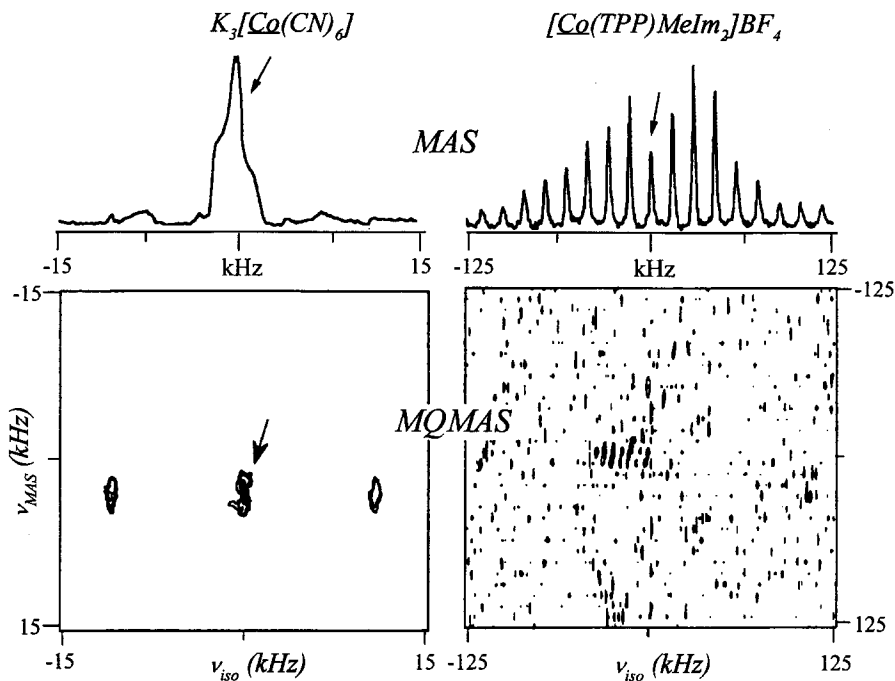 K3[Co(CN)6]
[Co(TPP)MeIm2]BF4
MAS
-15 kHz 15
-125 kHz 125
-15
-125
MQMAS
νMAS (kHz)
15
125
-15 νiso (kHz) 15
-125 νiso (kHz) 125